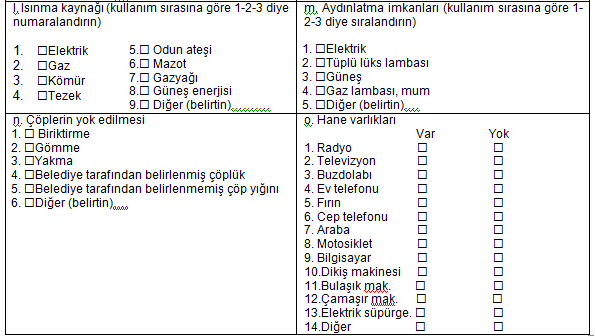 l. Isınma kaynağı (kullanım sırasına göre 1-2-3 diye
numaralandırın)
1. ☐Elektrik
2. ☐Gaz
3. ☐Kömür
4. ☐Tezek
5.☐ Odun ateşi
6.☐ Mazot
7.☐ Gazyağı
8.☐ Güneş enerjisi
9.☐ Diğer (belirtin)..........
m. Aydınlatma imkanları (kullanım sırasına göre 1-
2-3 diye sıralandırın)
1. ☐Elektrik
2. ☐Tüplü lüks lambası
3. ☐Güneş
4. ☐Gaz lambası, mum
5. ☐Diğer (belirtin)....
n. Çöplerin yok edilmesi
1. ☐ Biriktirme
2. ☐Gömme
3. ☐Yakma
4. ☐Belediye tarafından belirlenmiş çöplük
5. ☐Belediye tarafından belirlenmemiş çöp yığını
6. ☐Diğer (belirtin)....
o. Hane varlıkları
Var Yok
1. Radyo ☐ ☐
2. Televizyon ☐ ☐
3. Buzdolabı ☐ ☐
4. Ev telefonu ☐ ☐
5. Fırın ☐ ☐
6. Cep telefonu ☐ ☐
7. Araba ☐ ☐
8. Motosiklet ☐ ☐
9. Bilgisayar ☐ ☐
10.Dikiş makinesi ☐ ☐
11.Bulaşık mak. ☐ ☐
12.Çamaşır mak. ☐ ☐
13.Elektrik süpürge. ☐ ☐
14.Diğer ☐ ☐